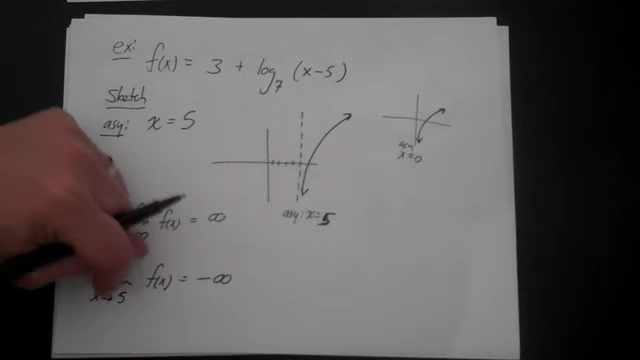 ex: f(x) = 3 + log₇ (x-5)
Sketch
asy: x = 5
asy
x=0
asy: x=5
f(x) = ∞
∞
f(x) = -∞
x→5